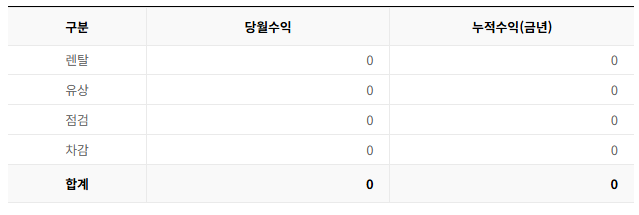 구분 당월수익 누적수익(금년)
렌탈 0 0
유상 0 0
점검 0 0
차감 0 0
합계 0 0